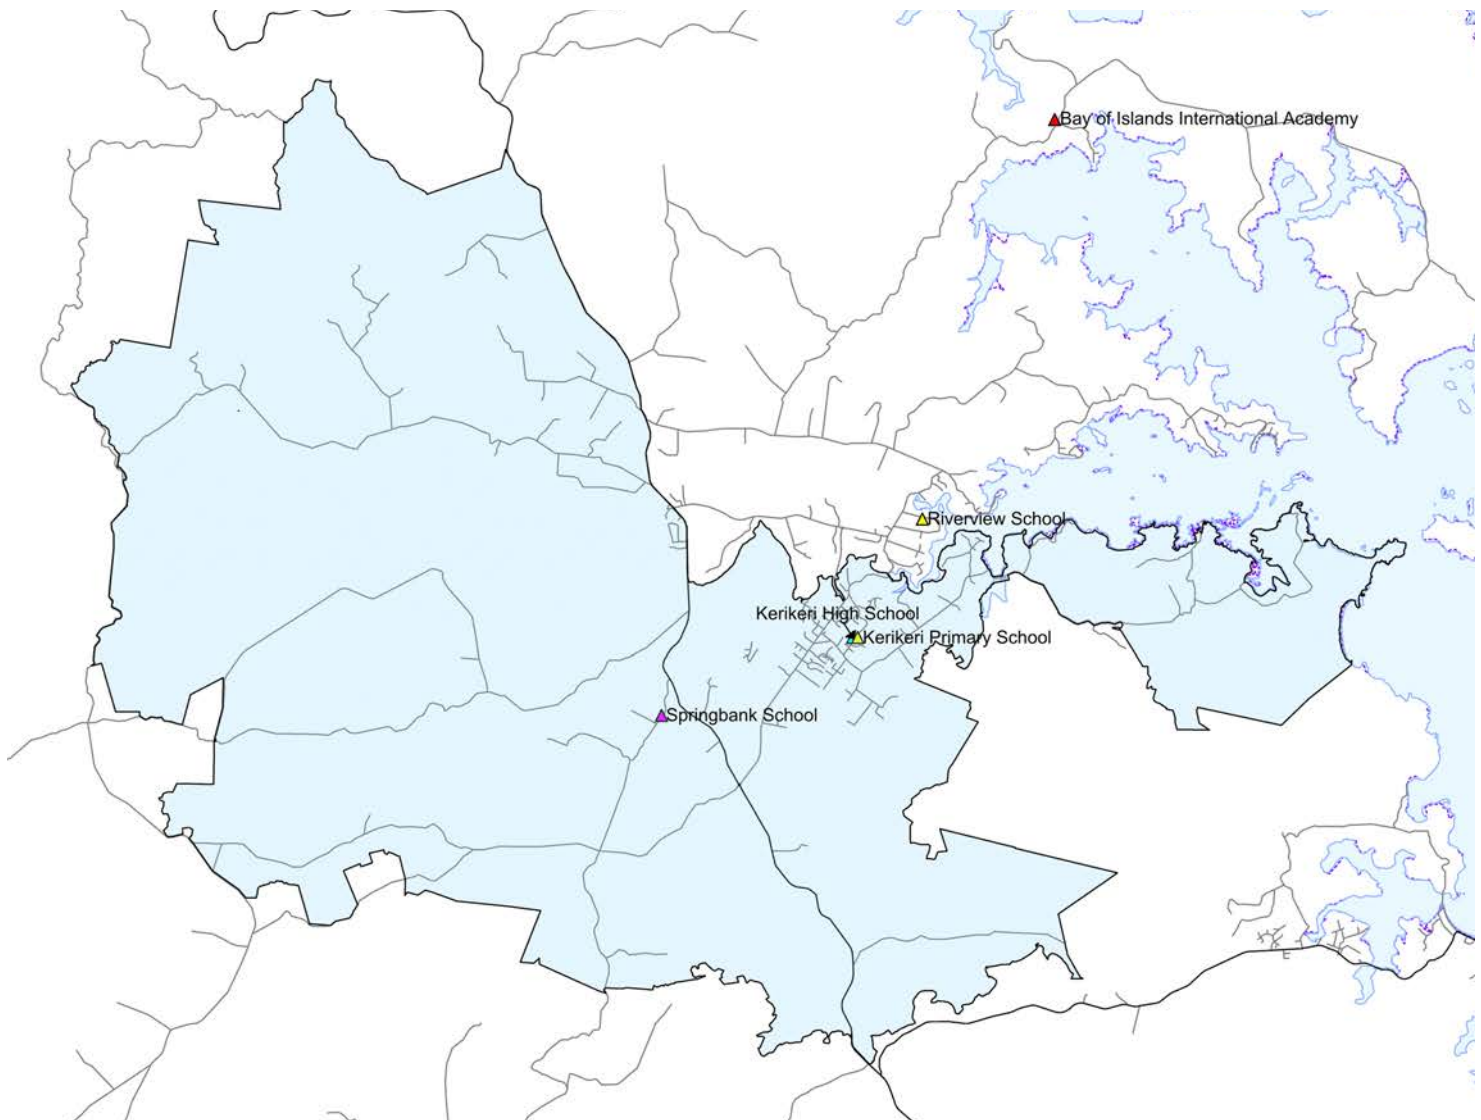 Bay of Islands International Academy
Riverview School
Kerikeri High School
Kerikeri Primary School
Springbank School